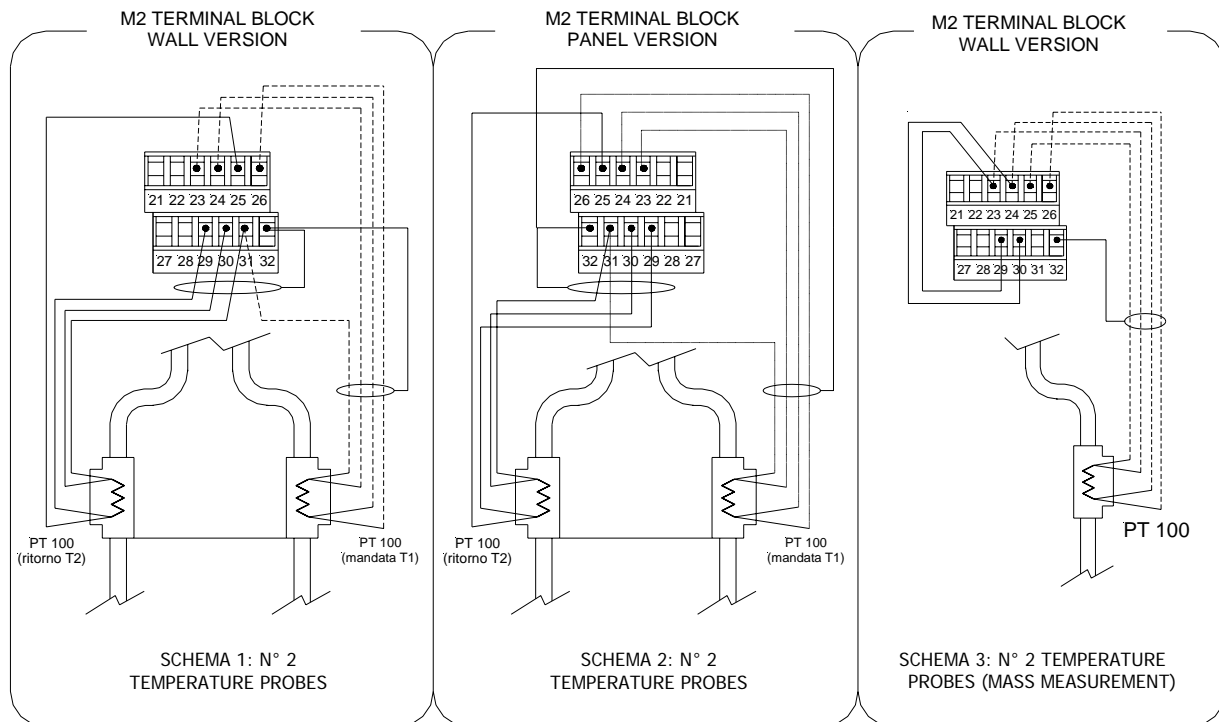 M2 TERMINAL BLOCK
WALL VERSION
21 22 23 24 25 26
27 28 29 30 31 32
PT 100
(ritorno T2)
PT 100
(mandata T1)
SCHEMA 1: N° 2
TEMPERATURE PROBES
M2 TERMINAL BLOCK
PANEL VERSION
26 25 24 23 22 21
32 31 30 29 28 27
PT 100
(ritorno T2)
PT 100
(mandata T1)
SCHEMA 2: N° 2
TEMPERATURE PROBES
M2 TERMINAL BLOCK
WALL VERSION
21 22 23 24 25 26
27 28 29 30 31 32
PT 100
SCHEMA 3: N° 2 TEMPERATURE
PROBES (MASS MEASUREMENT)